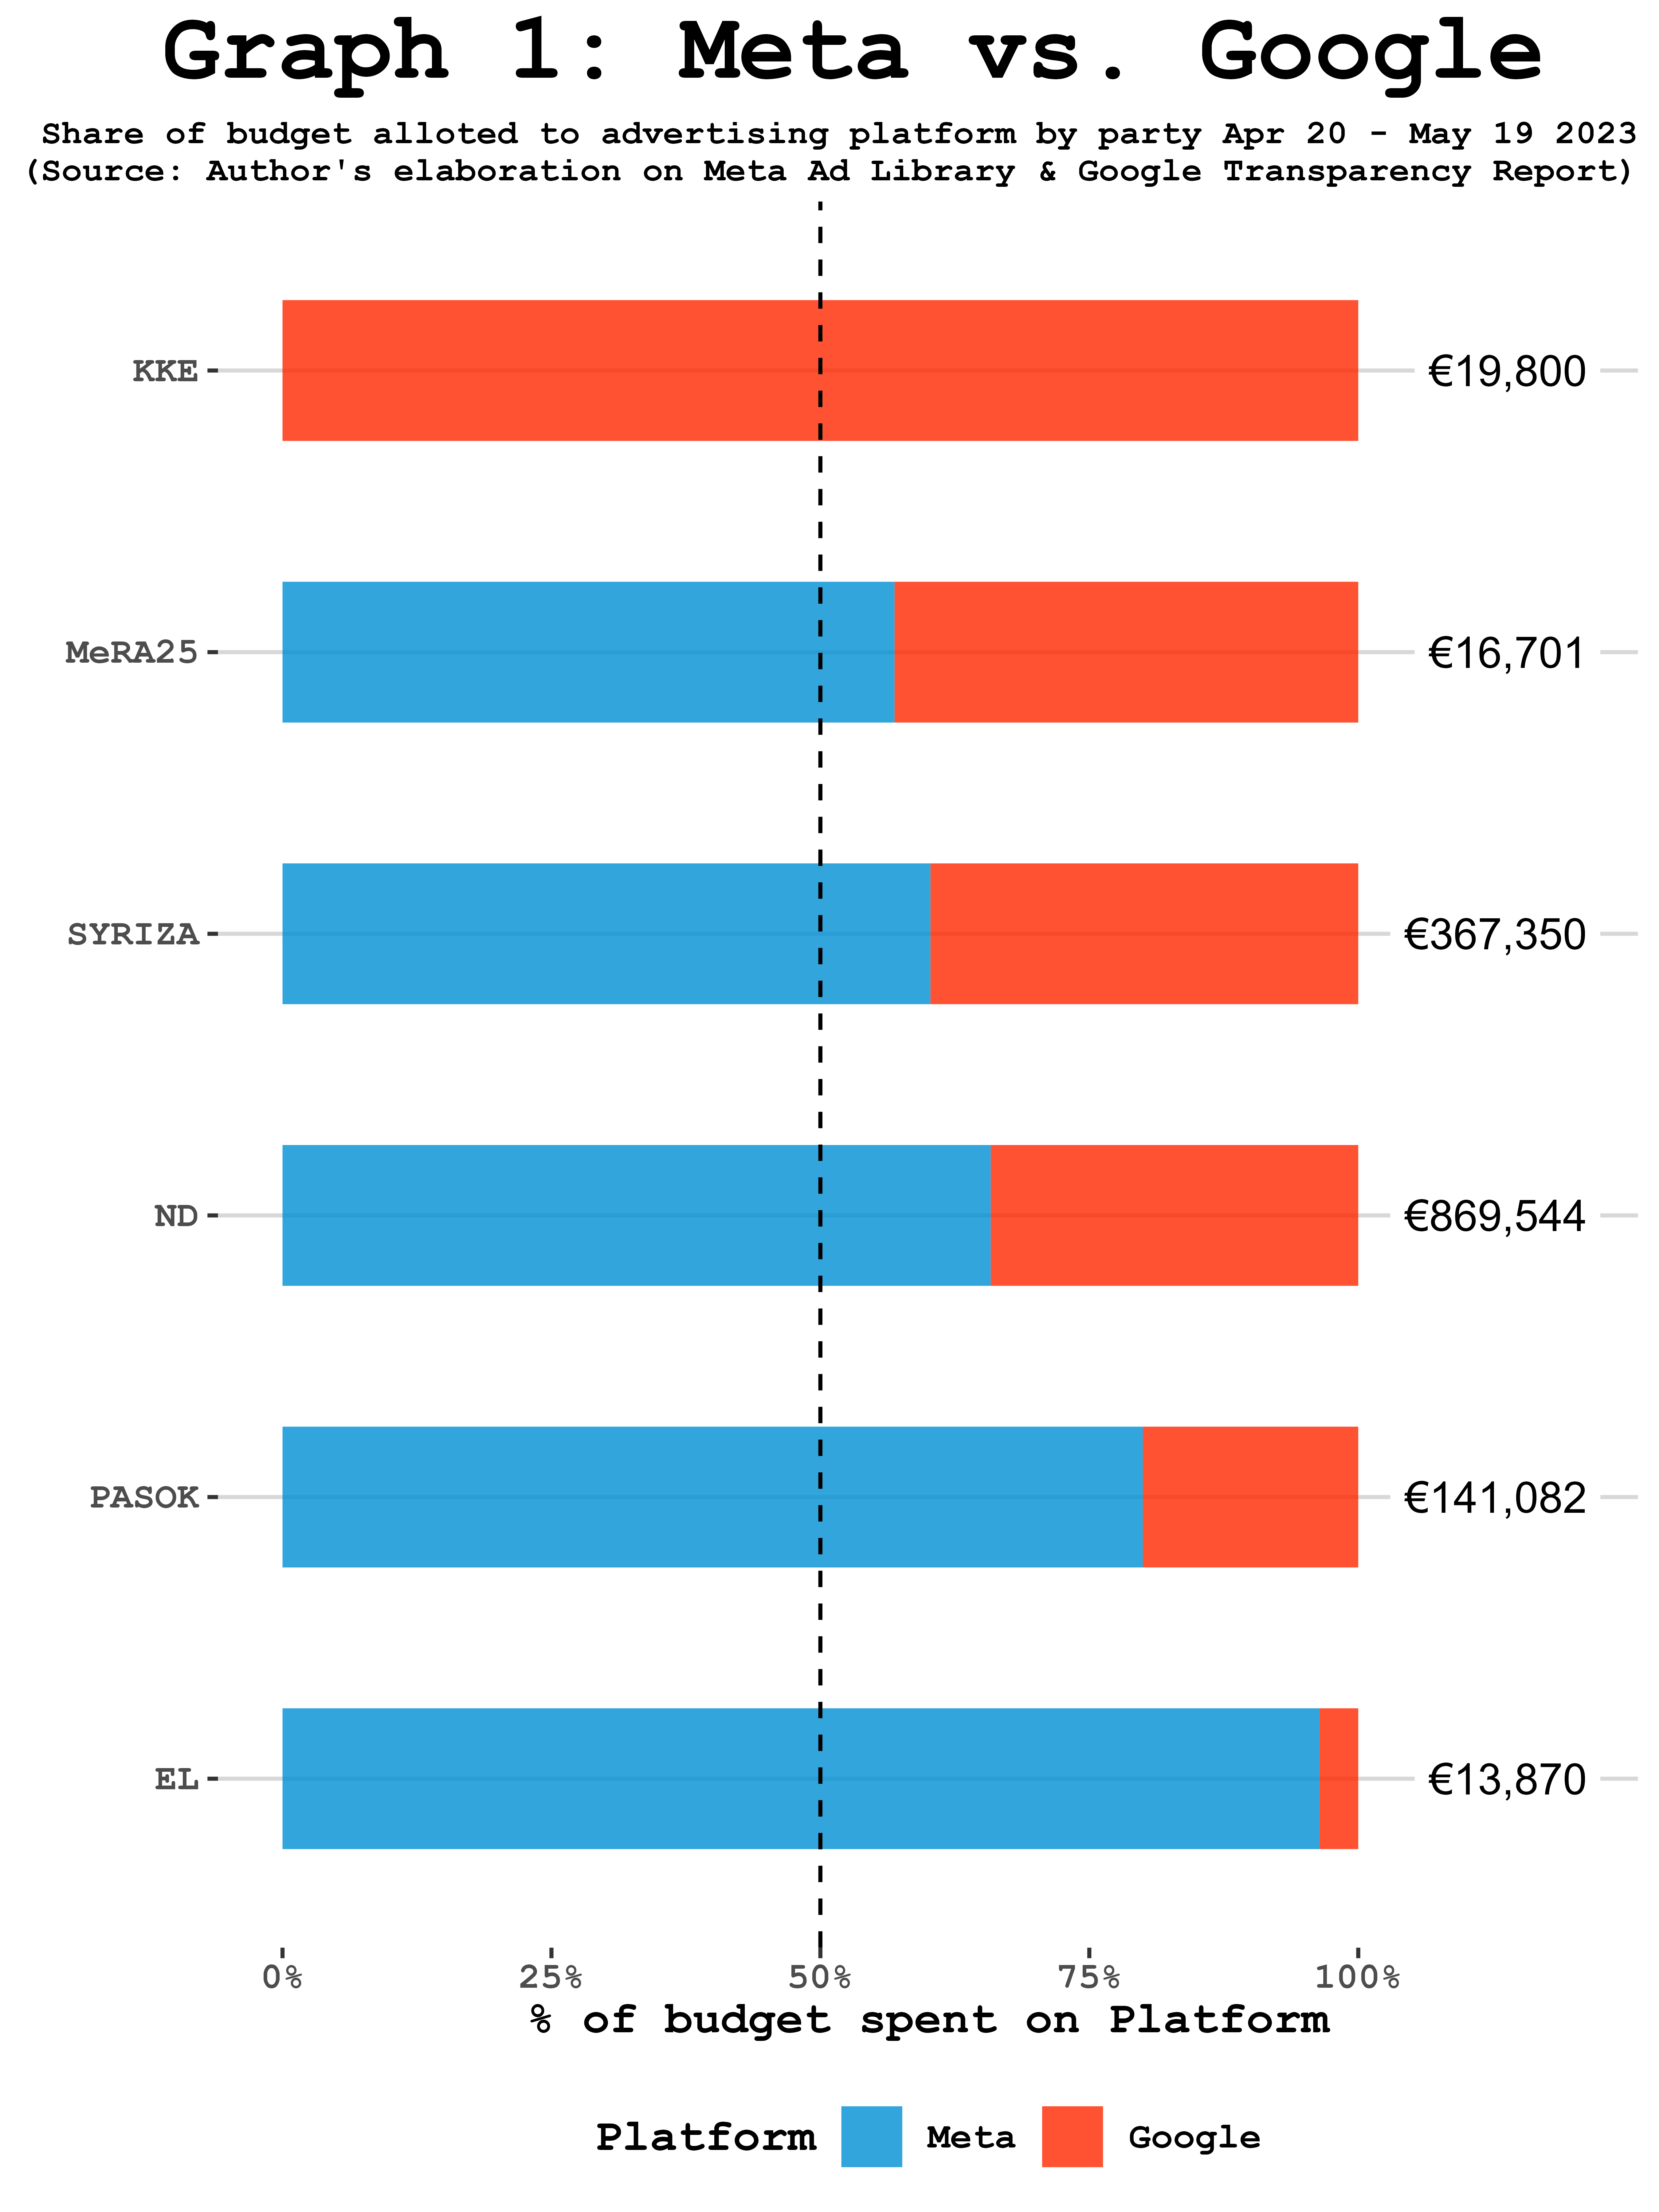 Graph 1: Meta vs. Google
Share of budget alloted to advertising platform by party Apr 20 - May 19 2023
(Source: Author's elaboration on Meta Ad Library & Google Transparency Report)
KKE €19,800
MeRA25 €16,701
SYRIZA €367,350
ND €869,544
PASOK €141,082
EL €13,870
0% 25% 50% 75% 100%
% of budget spent on Platform
Platform Meta Google